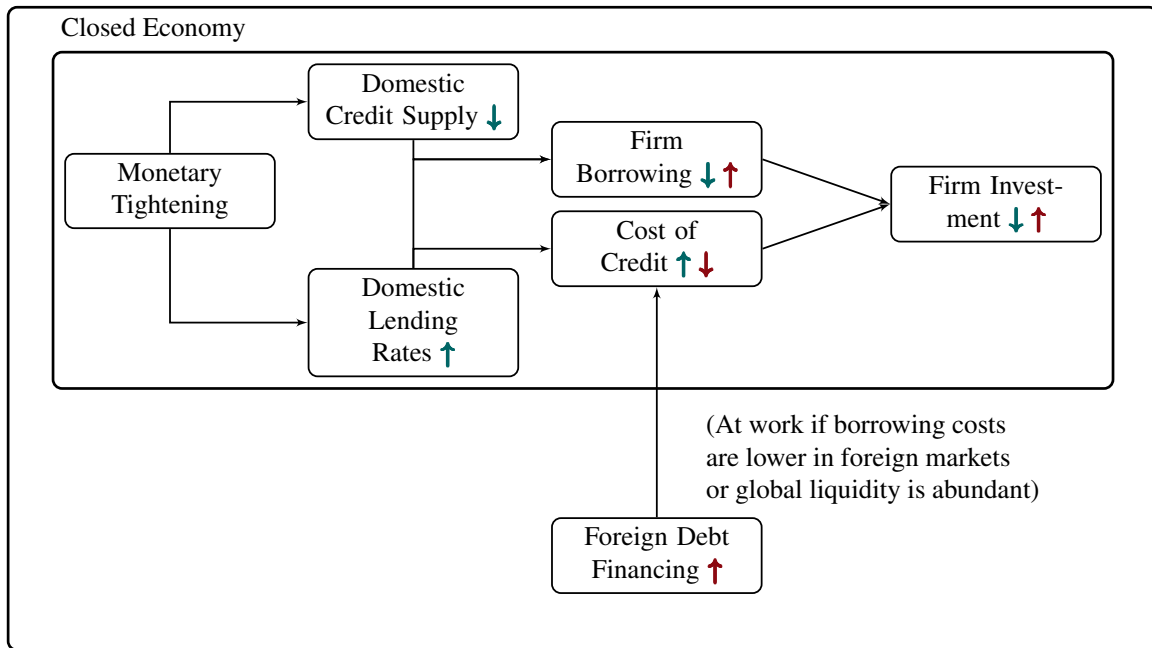 Closed Economy
Domestic
Credit Supply ↓
Monetary
Tightening
Domestic
Lending
Rates ↑
Firm
Borrowing ↓ ↑
Cost of
Credit ↑ ↓
Firm Invest-
ment ↓ ↑
(At work if borrowing costs
are lower in foreign markets
or global liquidity is abundant)
Foreign Debt
Financing ↑